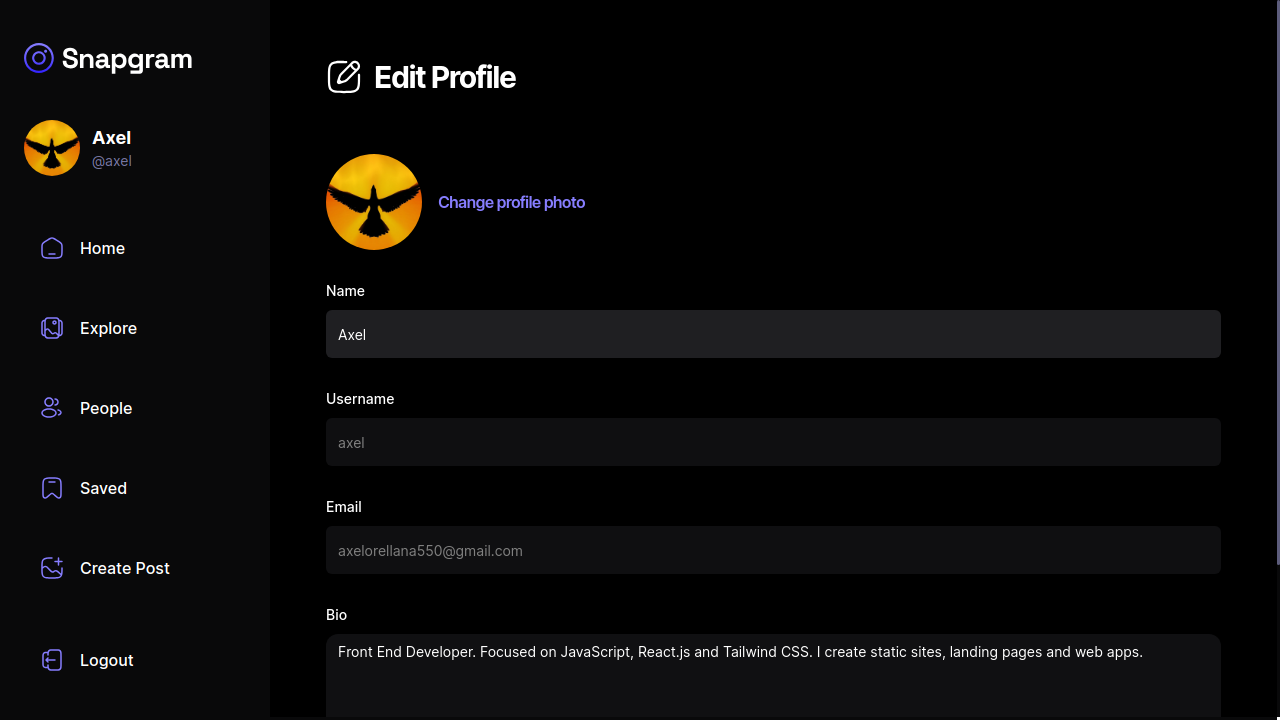 Snapgram
Axel
@axel
Home
Explore
People
Saved
Create Post
Logout
Edit Profile
Change profile photo
Name
Axel
Username
axel
Email
axelorellana550@gmail.com
Bio
Front End Developer. Focused on JavaScript, React.js and Tailwind CSS. I create static sites, landing pages and web apps.